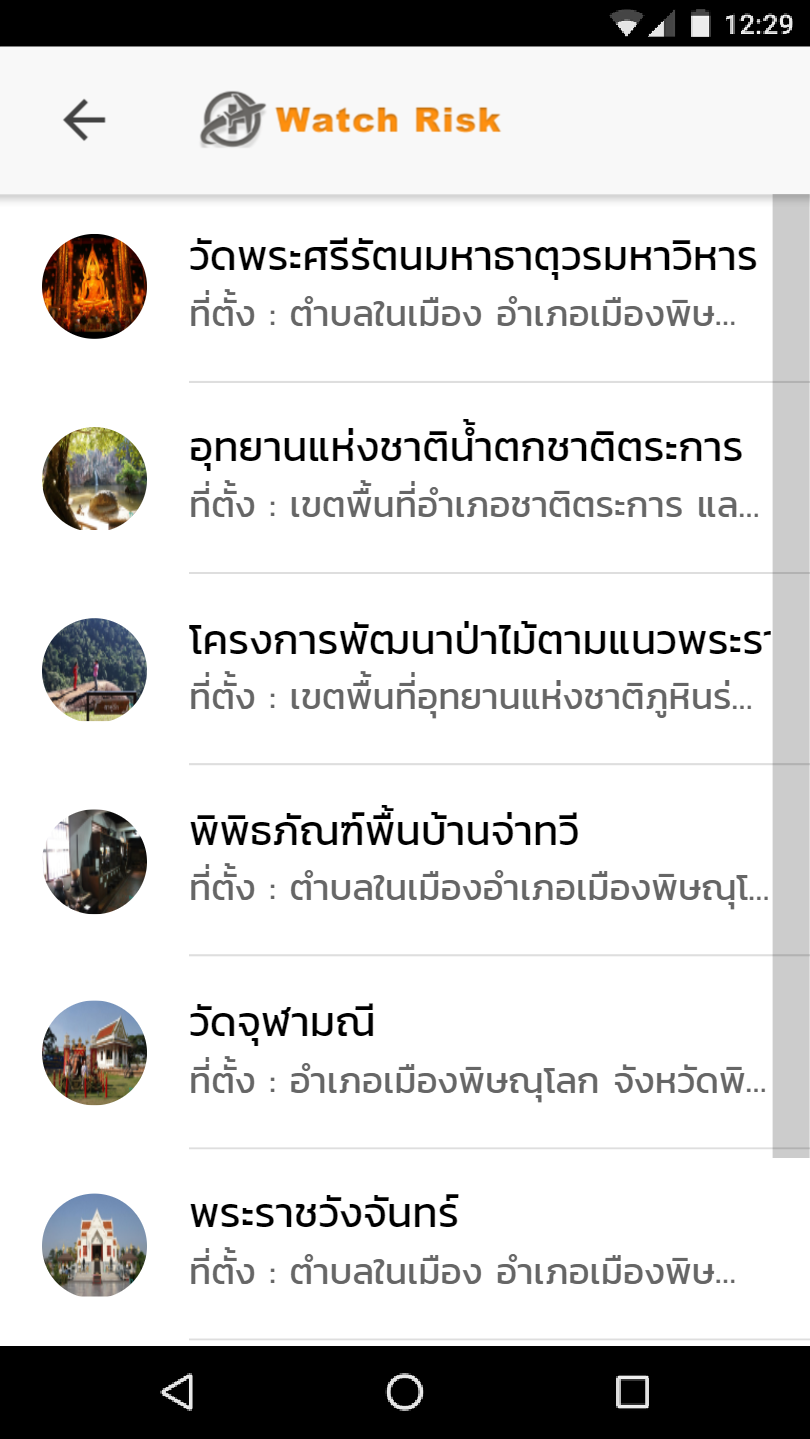 12:29
Watch Risk
วัดพระศรีรัตนมหาธาตุวรมหาวิหาร
ที่ตั้ง : ตำบลในเมือง อำเภอเมืองพิษ...
อุทยานแห่งชาติน้ำตกชาติตระการ
ที่ตั้ง : เขตพื้นที่อำเภอชาติตระการ แล...
โครงการพัฒนาป่าไม้ตามแนวพระรา
ที่ตั้ง : เขตพื้นที่อุทยานแห่งชาติภูหินร่...
พิพิธภัณฑ์พื้นบ้านจ่าทวี
ที่ตั้ง : ตำบลในเมืองอำเภอเมืองพิษณุโ...
วัดจุฬามณี
ที่ตั้ง : อำเภอเมืองพิษณุโลก จังหวัดพิ...
พระราชวังจันทร์
ที่ตั้ง : ตำบลในเมือง อำเภอเมืองพิษ...